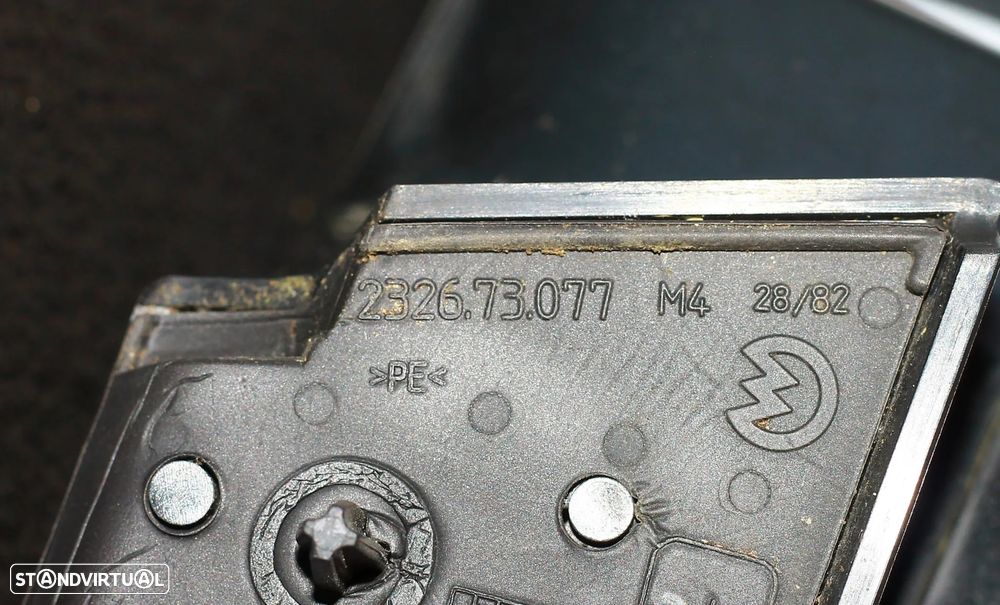 2326.73.077 M4 28/82
>PE<
STANDVIRTUAL